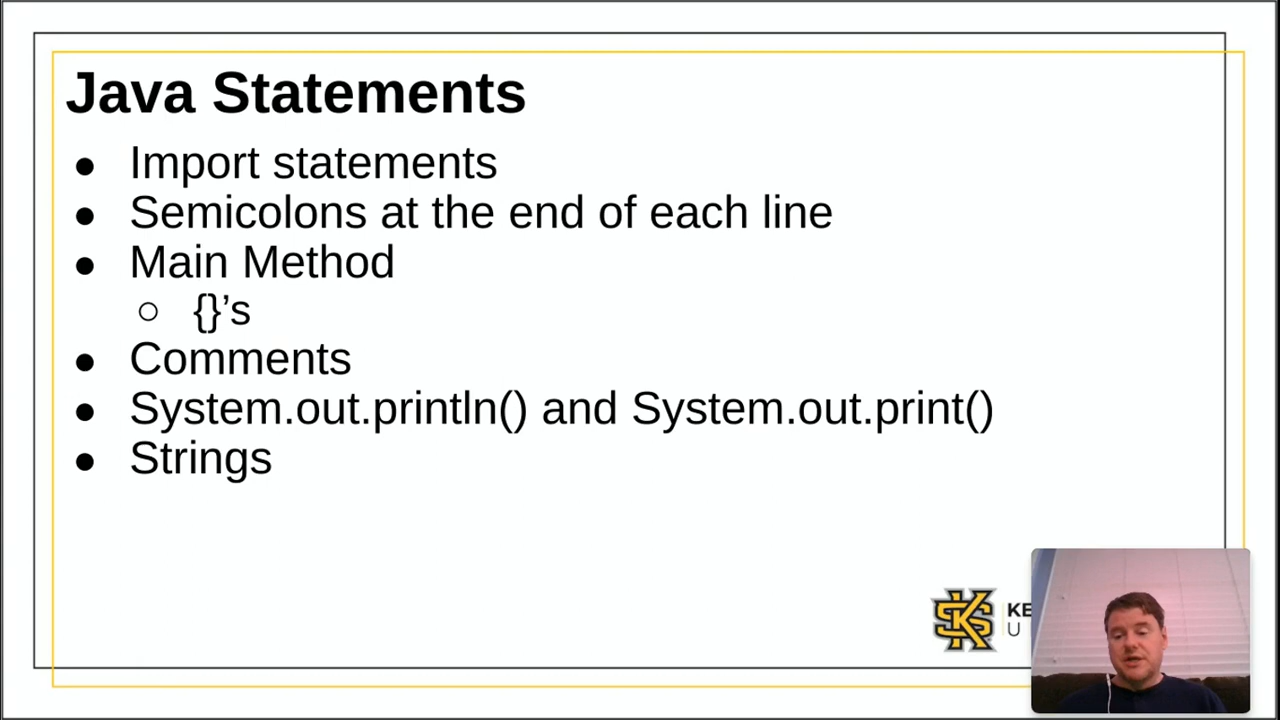 Java Statements
● Import statements
● Semicolons at the end of each line
● Main Method
○ {}’s
● Comments
● System.out.println() and System.out.print()
● Strings
KS